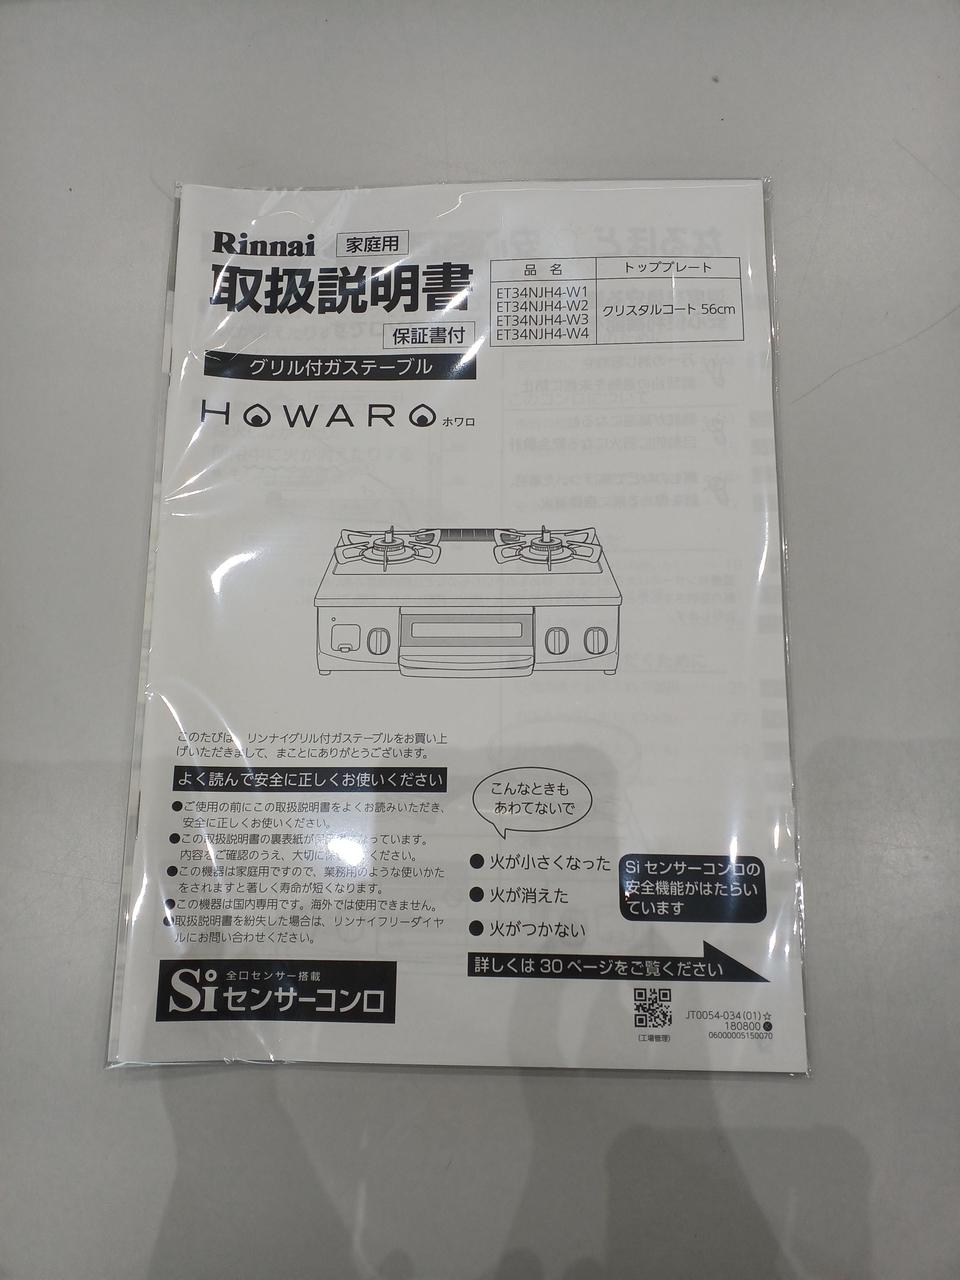 Rinnai 家庭用
取扱説明書
保証書付
グリル付ガステーブル
HOWARO ホワロ
品 名 トッププレート
ET34NJH4-W1
ET34NJH4-W2
ET34NJH4-W3
ET34NJH4-W4
クリスタルコート 56cm
このたびは、リンナイグリル付ガステーブルをお買い上
げいただきまして、まことにありがとうございます。
よく読んで安全に正しくお使いください
●ご使用の前にこの取扱説明書をよくお読みいただき、
安全に正しくお使いください。
●この取扱説明書の裏表紙が保証書になっています。
内容をご確認のうえ、大切に保管してください。
●この機器は家庭用ですので、業務用のような使いかた
をされますと著しく寿命が短くなります。
●この機器は国内専用です。海外では使用できません。
●取扱説明書を紛失した場合は、リンナイフリーダイヤ
ルにお問い合わせください。
全口センサー搭載
Siセンサーコンロ
こんなときも
あわてないで
● 火が小さくなった
● 火が消えた
● 火がつかない
Siセンサーコンロの
安全機能がはたらい
ています
詳しくは 30 ページをご覧ください
(工場管理)
JT0054-034(01)☆
180800
06000005150070